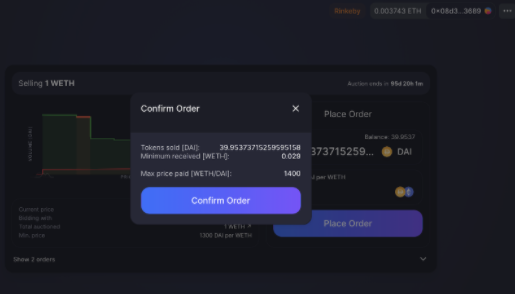 Rinkeby 0.003743 ETH 0x08d3...3689
Selling 1 WETH
Auction ends in 95d 20h 1m
Confirm Order
Place Order
Balance: 39.9537
Tokens sold [DAI]: 39.95373715259595158
Minimum received [WETH]: 0.029
373715259... DAI
Max price paid [WETH/DAI]: 1400
per WETH
Confirm Order
Current price
Bidding with
Total auctioned 1 WETH
Min. price 1300 DAI per WETH
Place Order
Show 2 orders